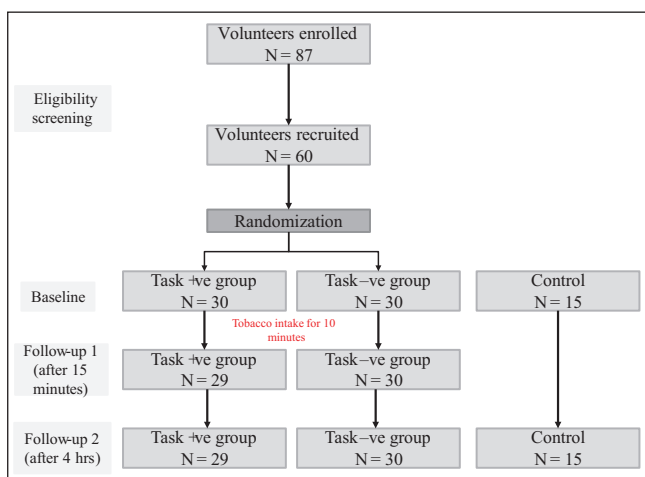 Volunteers enrolled
N = 87
Eligibility
screening
Volunteers recruited
N = 60
Randomization
Baseline
Task +ve group
N = 30
Task–ve group
N = 30
Control
N = 15
Tobacco intake for 10
minutes
Follow-up 1
(after 15
minutes)
Task +ve group
N = 29
Task–ve group
N = 30
Follow-up 2
(after 4 hrs)
Task +ve group
N = 29
Task–ve group
N = 30
Control
N = 15